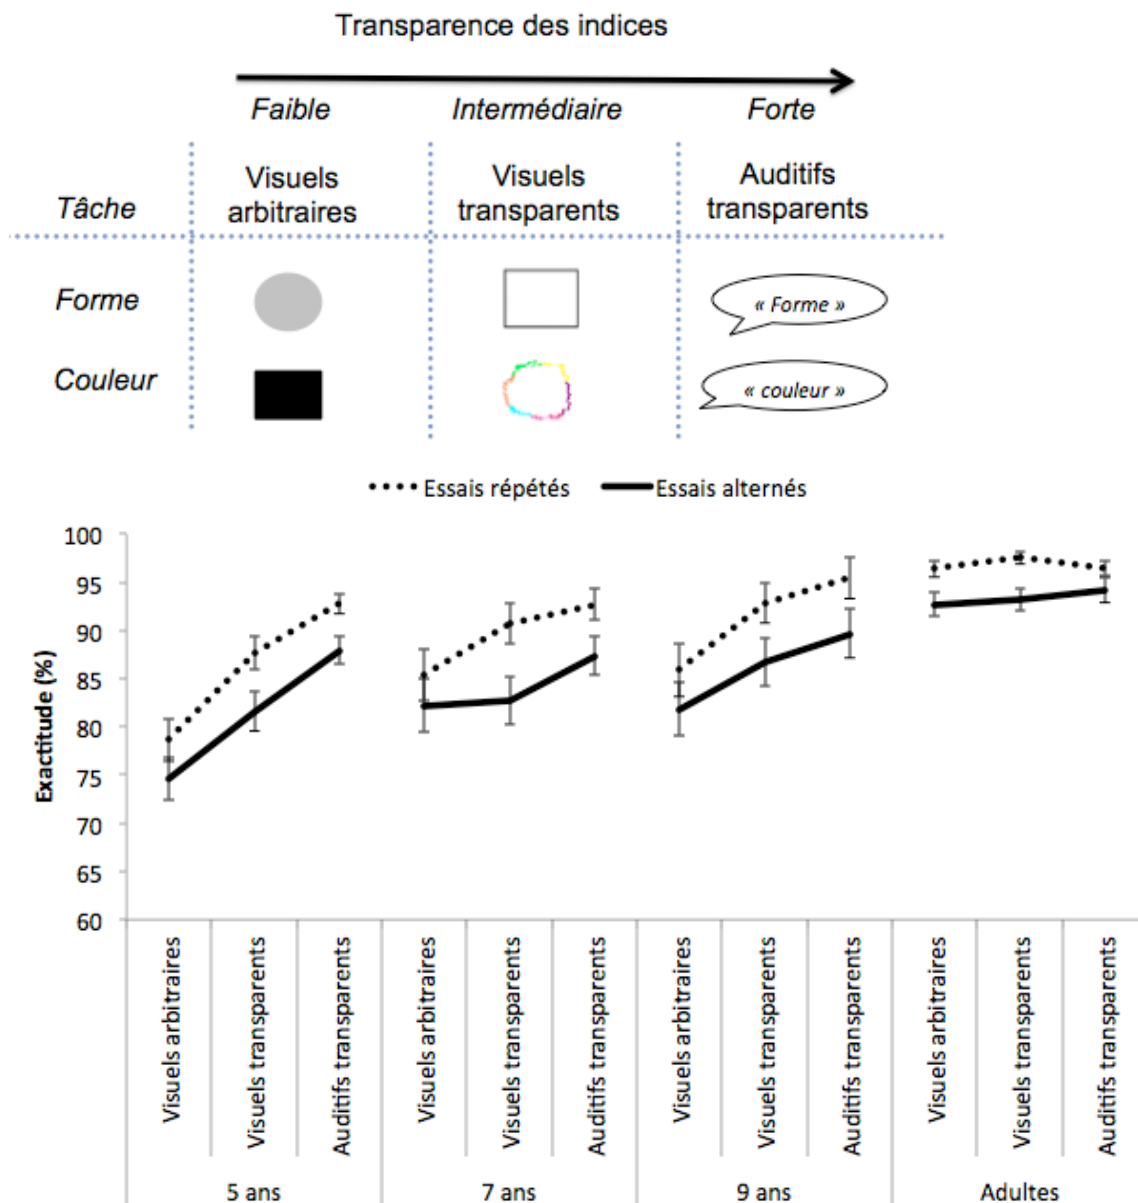 Transparence des indices
Faible Intermédiaire Forte
Tâche Visuels arbitraires Visuels transparents Auditifs transparents
Forme « Forme »
Couleur « couleur »
Essais répétés Essais alternés
Exactitude (%)
100
95
90
85
80
75
70
65
60
Visuels arbitraires
Visuels transparents
Auditifs transparents
Visuels arbitraires
Visuels transparents
Auditifs transparents
Visuels arbitraires
Visuels transparents
Auditifs transparents
Visuels arbitraires
Visuels transparents
Auditifs transparents
5 ans 7 ans 9 ans Adultes